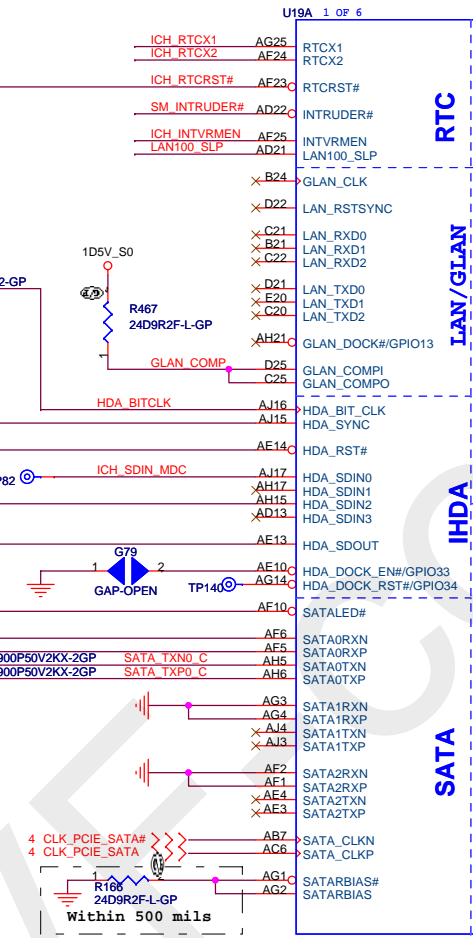 U19A 1 OF 6
ICH_RTCX1 AG25 RTCX1
ICH_RTCX2 AF24 RTCX2
ICH_RTCRST# AF23 RTCRST#
SM_INTRUDER# AD22 INTRUDER#
ICH_INTVRMEN AF25 INTVRMEN
LAN100_SLP AD21 LAN100_SLP
RTC
B24 GLAN_CLK
D22 LAN_RSTSYNC
C21 LAN_RXD0
B21 LAN_RXD1
C22 LAN_RXD2
D21 LAN_TXD0
E20 LAN_TXD1
C20 LAN_TXD2
AH21 GLAN_DOCK#/GPIO13
LAN/GLAN
1D5V_S0
2-GP
R467
24D9R2F-L-GP
1
GLAN_COMP D25 GLAN_COMPI
C25 GLAN_COMPO
HDA_BITCLK AJ16 HDA_BIT_CLK
AJ15 HDA_SYNC
AE14 HDA_RST#
P82 ICH_SDIN_MDC AJ17 HDA_SDIN0
AH17 HDA_SDIN1
AH15 HDA_SDIN2
AD13 HDA_SDIN3
IHDA
AE13 HDA_SDOUT
G79
1 2
GAP-OPEN
AE10 HDA_DOCK_EN#/GPIO33
TP140 AG14 HDA_DOCK_RST#/GPIO34
AF10 SATALED#
AF6 SATA0RXN
AF5 SATA0RXP
900P50V2KX-2GP SATA_TXN0_C AH5 SATA0TXN
900P50V2KX-2GP SATA_TXP0_C AH6 SATA0TXP
AG3 SATA1RXN
AG4 SATA1RXP
AJ4 SATA1TXN
AJ3 SATA1TXP
SATA
AF2 SATA2RXN
AF1 SATA2RXP
AE4 SATA2TXN
AE3 SATA2TXP
4 CLK_PCIE_SATA# AB7 SATA_CLKN
4 CLK_PCIE_SATA AC6 SATA_CLKP
1
R166
24D9R2F-L-GP
AG1 SATARBIAS#
AG2 SATARBIAS
Within 500 mils